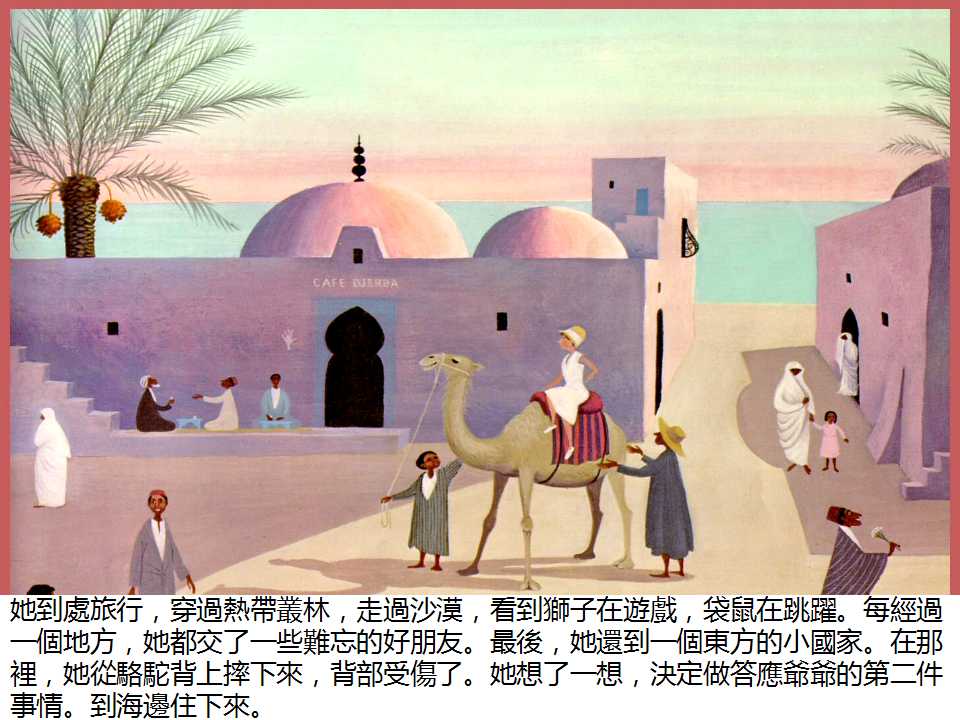 CAFE DJERBA
她到處旅行，穿過熱帶叢林，走過沙漠，看到獅子在遊戲，袋鼠在跳躍。每經過
一個地方，她都交了一些難忘的好朋友。最後，她還到一個東方的小國家。在那
裡，她從駱駝背上摔下來，背部受傷了。她想了一想，決定做答應爺爺的第二件
事情。到海邊住下來。